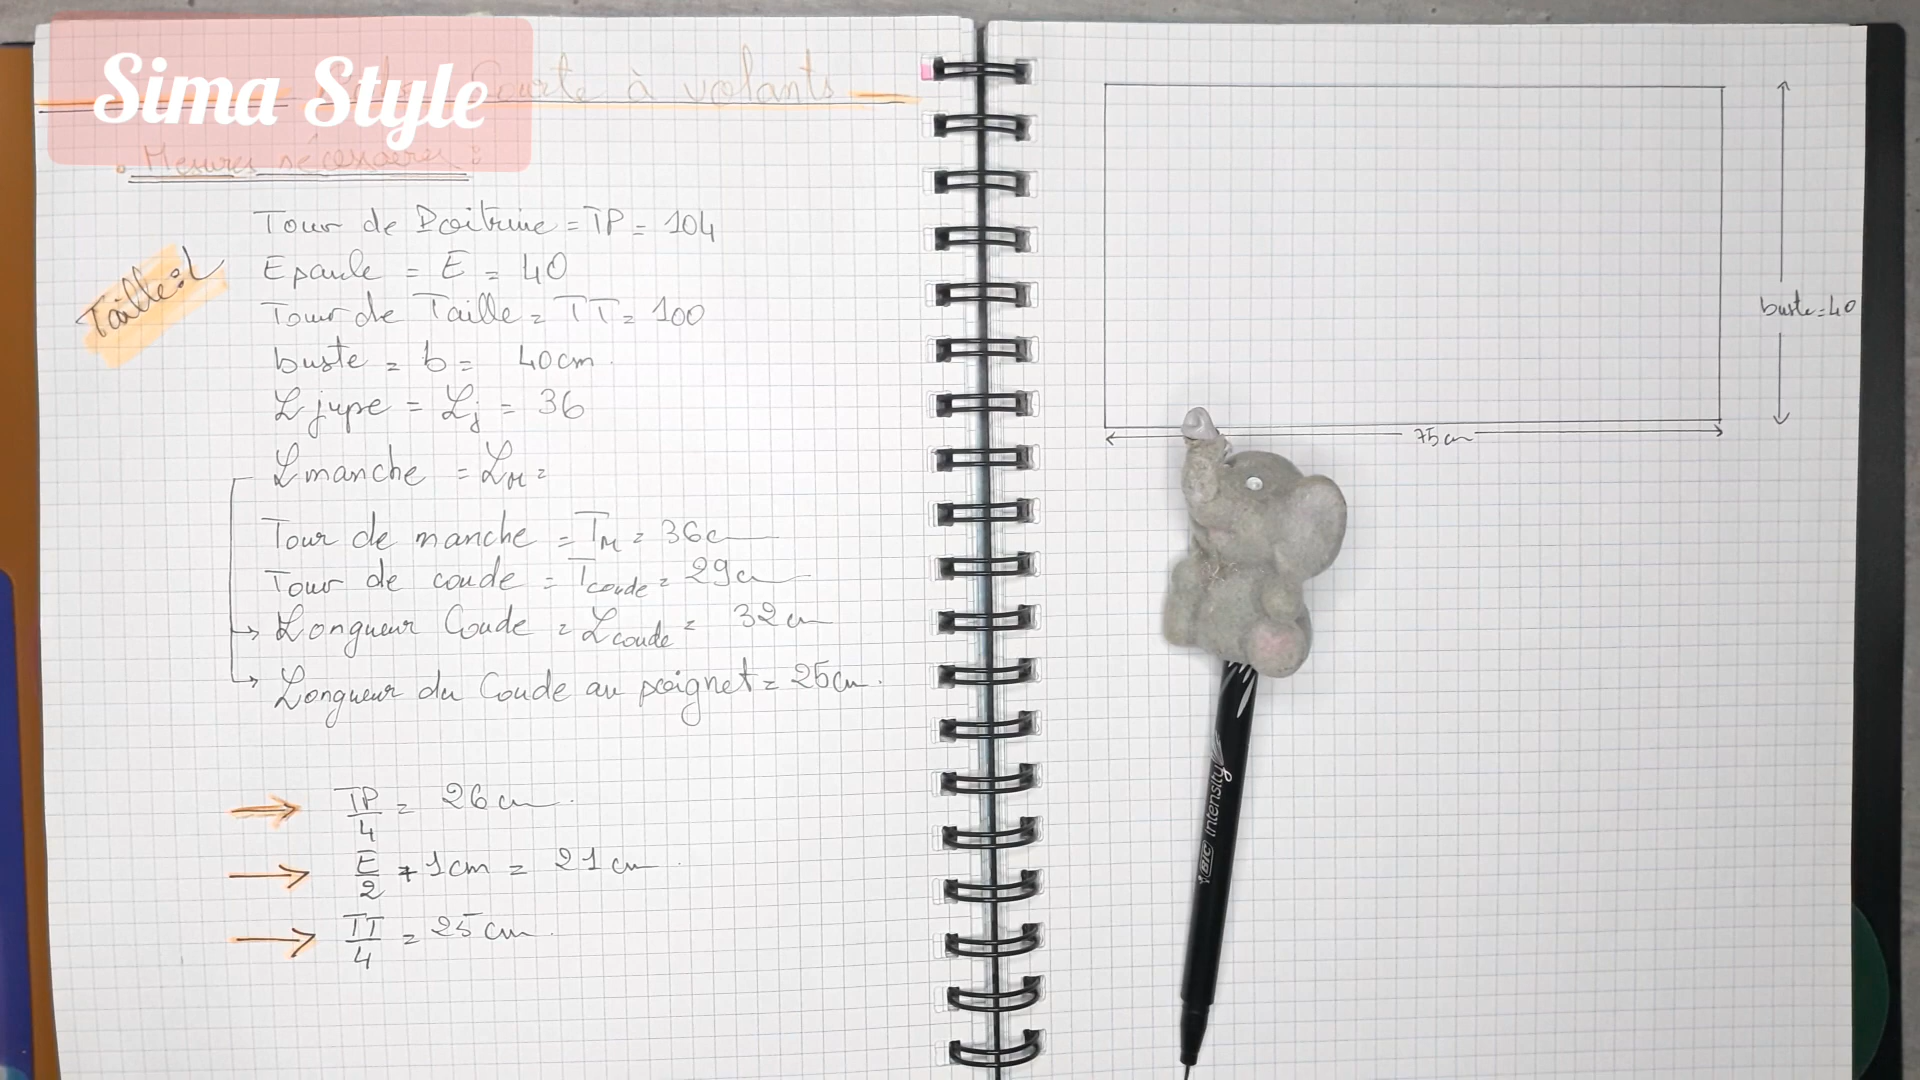 Sima Style
Courte à volants
• Mesures nécessaires :
Taille: L
Tour de Poitrine = TP = 104
Epaule = E = 40
Tour de Taille = TT = 100
buste = b = 40cm.
L jupe = Lj = 36
L manche = LM =
Tour de manche = TM = 36cm
Tour de coude = Tcoude = 29cm
Longueur Coude = Lcoude = 32cm
Longueur du Coude au poignet = 25cm.
TP/4 = 26cm.
E/2 + 1cm = 21cm.
TT/4 = 25cm.
buste = 40
75cm
BIC intensity